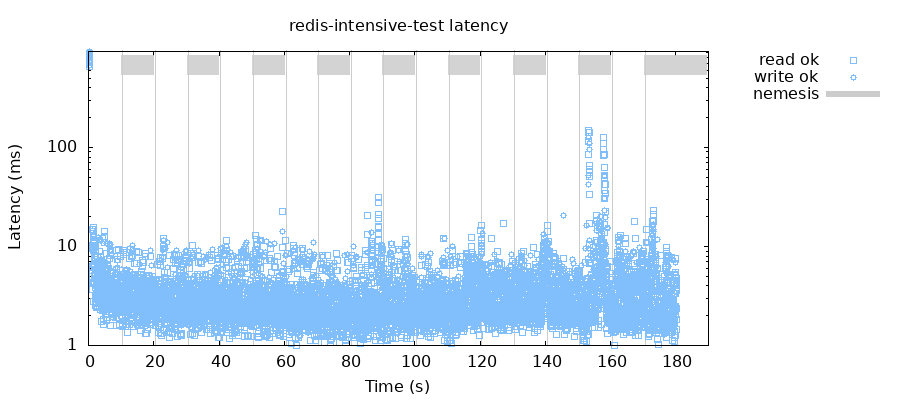 redis-intensive-test latency
read ok
write ok
nemesis
Latency (ms)
100
10
1
0 20 40 60 80 100 120 140 160 180
Time (s)